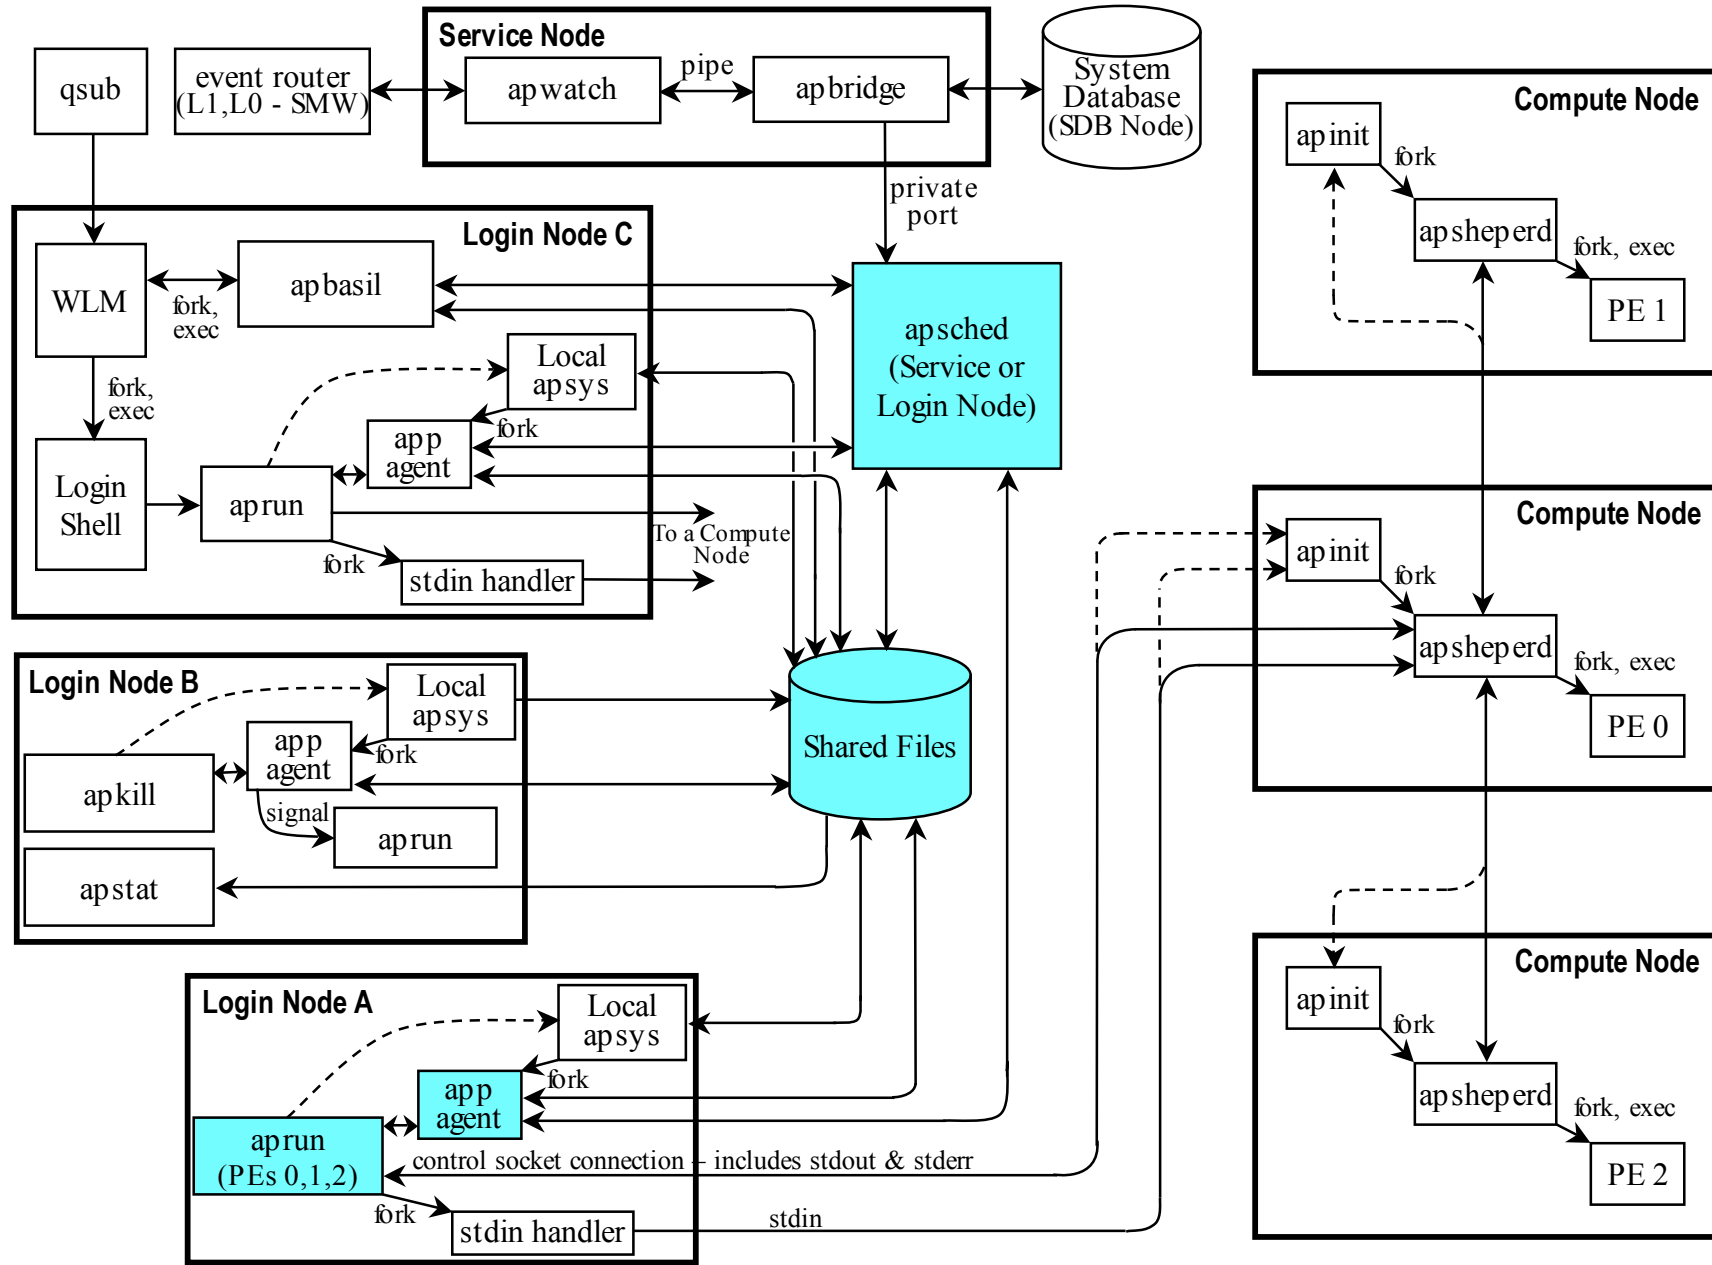 Service Node
qsub
event router
(L1,L0 - SMW)
apwatch
pipe
apbridge
System
Database
(SDB Node)
private
port
Login Node C
WLM
fork,
exec
apbasil
fork,
exec
Login
Shell
Local
apsys
fork
app
agent
aprun
fork
stdin handler
To a Compute
Node
apsched
(Service or
Login Node)
Login Node B
Local
apsys
fork
app
agent
apkill
signal
aprun
apstat
Shared Files
Login Node A
Local
apsys
fork
app
agent
aprun
(PEs 0,1,2)
control socket connection – includes stdout & stderr
fork
stdin handler
stdin
Compute Node
apinit
fork
apsheperd
fork, exec
PE 1
Compute Node
apinit
fork
apsheperd
fork, exec
PE 0
Compute Node
apinit
fork
apsheperd
fork, exec
PE 2